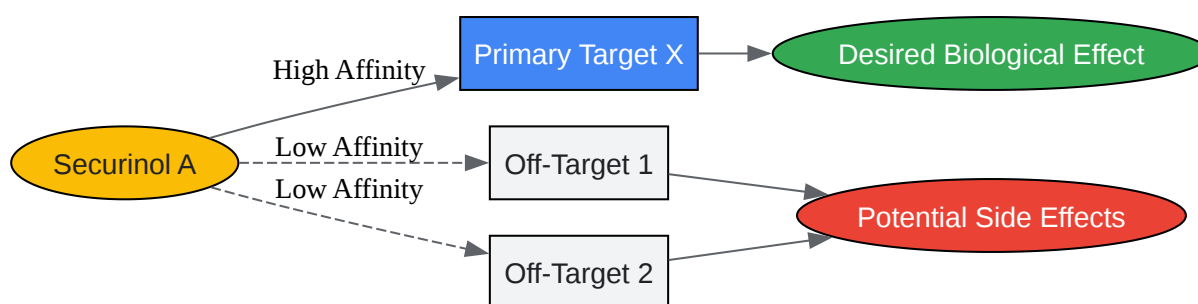 Primary Target X
Desired Biological Effect
High Affinity
Securinol A
Low Affinity
Off-Target 1
Low Affinity
Potential Side Effects
Off-Target 2